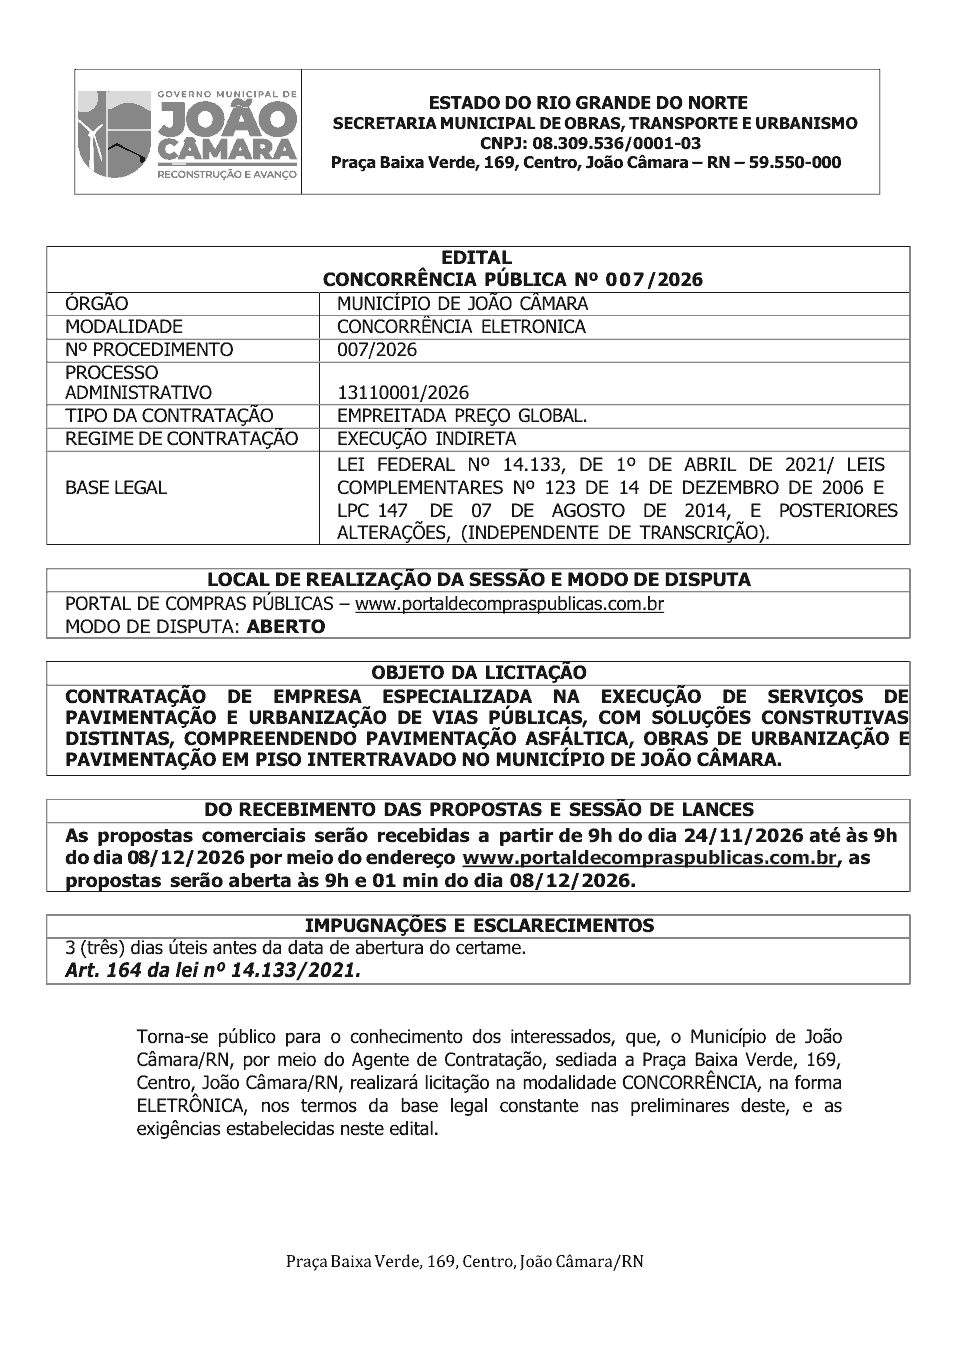 GOVERNO MUNICIPAL DE
JOÃO
CÂMARA
RECONSTRUÇÃO E AVANÇO
ESTADO DO RIO GRANDE DO NORTE
SECRETARIA MUNICIPAL DE OBRAS, TRANSPORTE E URBANISMO
CNPJ: 08.309.536/0001-03
Praça Baixa Verde, 169, Centro, João Câmara – RN – 59.550-000
EDITAL
CONCORRÊNCIA PÚBLICA Nº 007/2026
ÓRGÃO MUNICÍPIO DE JOÃO CÂMARA
MODALIDADE CONCORRÊNCIA ELETRONICA
Nº PROCEDIMENTO 007/2026
PROCESSO
ADMINISTRATIVO 13110001/2026
TIPO DA CONTRATAÇÃO EMPREITADA PREÇO GLOBAL.
REGIME DE CONTRATAÇÃO EXECUÇÃO INDIRETA
BASE LEGAL
LEI FEDERAL Nº 14.133, DE 1º DE ABRIL DE 2021/ LEIS
COMPLEMENTARES Nº 123 DE 14 DE DEZEMBRO DE 2006 E
LPC 147 DE 07 DE AGOSTO DE 2014, E POSTERIORES
ALTERAÇÕES, (INDEPENDENTE DE TRANSCRIÇÃO).
LOCAL DE REALIZAÇÃO DA SESSÃO E MODO DE DISPUTA
PORTAL DE COMPRAS PÚBLICAS – www.portaldecompraspublicas.com.br
MODO DE DISPUTA: ABERTO
OBJETO DA LICITAÇÃO
CONTRATAÇÃO DE EMPRESA ESPECIALIZADA NA EXECUÇÃO DE SERVIÇOS DE
PAVIMENTAÇÃO E URBANIZAÇÃO DE VIAS PÚBLICAS, COM SOLUÇÕES CONSTRUTIVAS
DISTINTAS, COMPREENDENDO PAVIMENTAÇÃO ASFÁLTICA, OBRAS DE URBANIZAÇÃO E
PAVIMENTAÇÃO EM PISO INTERTRAVADO NO MUNICÍPIO DE JOÃO CÂMARA.
DO RECEBIMENTO DAS PROPOSTAS E SESSÃO DE LANCES
As propostas comerciais serão recebidas a partir de 9h do dia 24/11/2026 até às 9h
do dia 08/12/2026 por meio do endereço www.portaldecompraspublicas.com.br, as
propostas serão aberta às 9h e 01 min do dia 08/12/2026.
IMPUGNAÇÕES E ESCLARECIMENTOS
3 (três) dias úteis antes da data de abertura do certame.
Art. 164 da lei nº 14.133/2021.
Torna-se público para o conhecimento dos interessados, que, o Município de João
Câmara/RN, por meio do Agente de Contratação, sediada a Praça Baixa Verde, 169,
Centro, João Câmara/RN, realizará licitação na modalidade CONCORRÊNCIA, na forma
ELETRÔNICA, nos termos da base legal constante nas preliminares deste, e as
exigências estabelecidas neste edital.
Praça Baixa Verde, 169, Centro, João Câmara/RN